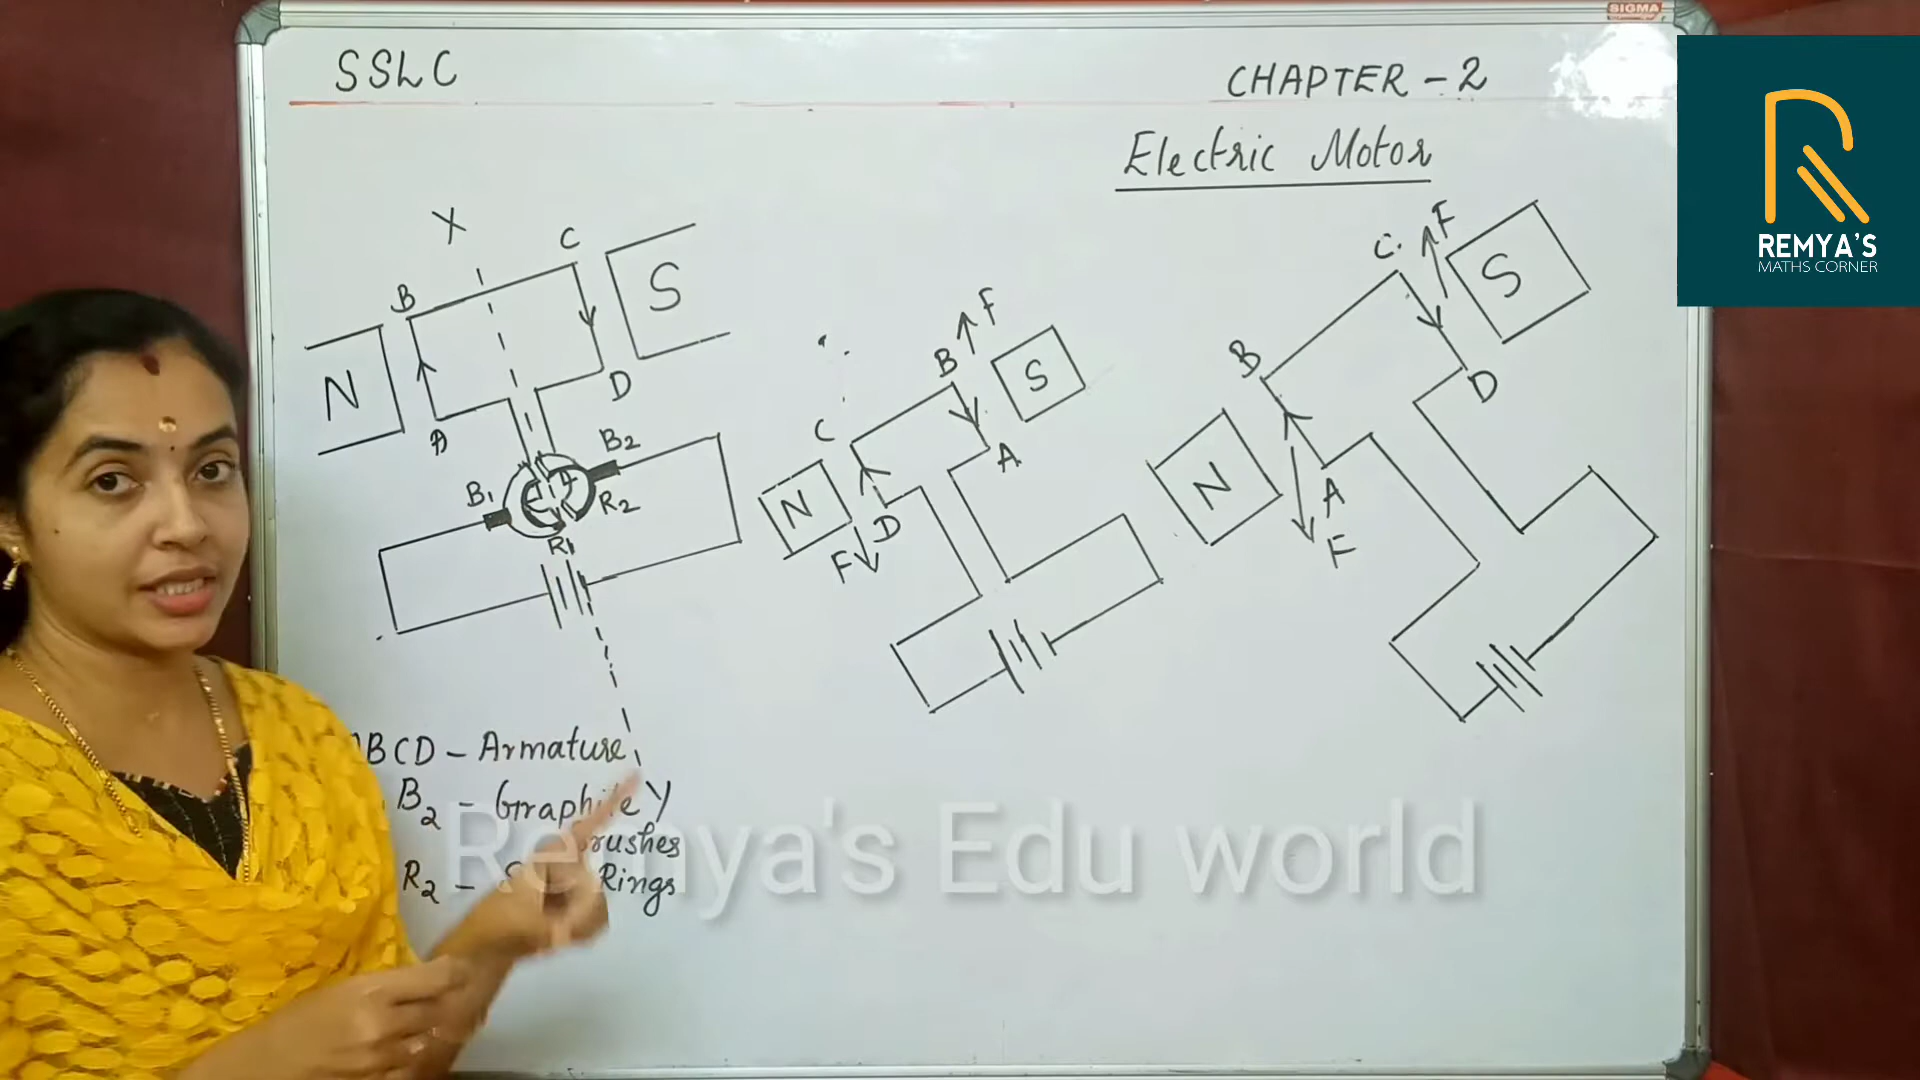 SIGMA
SSLC
CHAPTER - 2
Electric Motor
R
REMYA'S
MATHS CORNER
X
B
C
S
N
A
D
B1
B2
R1
R2
C
B
F
S
N
D
A
F
C
F
S
B
D
N
A
F
BCD - Armature
B2 - Graphite Y
rushes
R2 - S Rings
Remya's Edu world